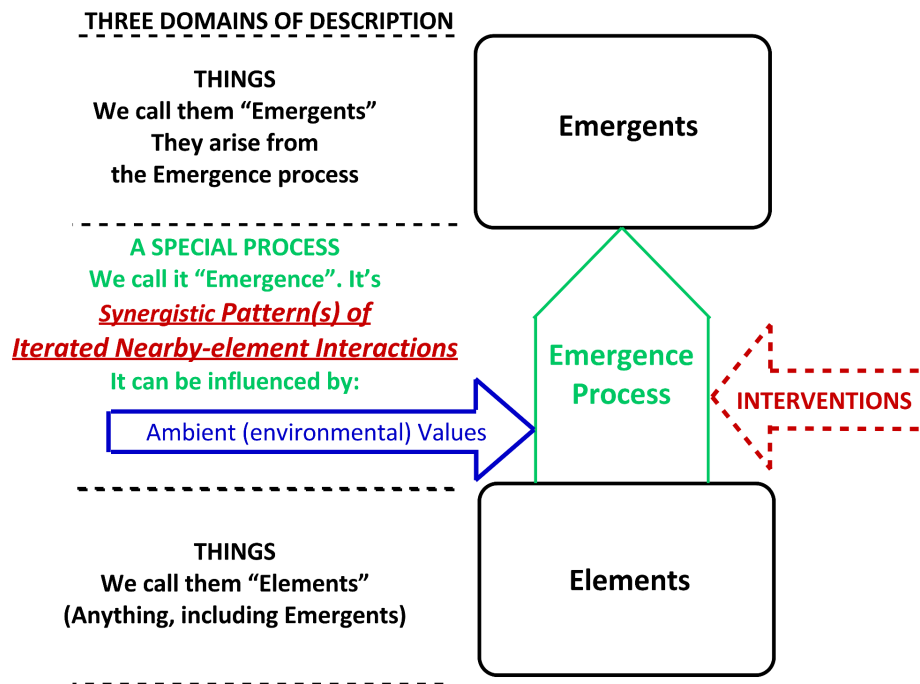 THREE DOMAINS OF DESCRIPTION
THINGS
We call them “Emergents”
They arise from
the Emergence process
Emergents
A SPECIAL PROCESS
We call it “Emergence”. It’s
Synergistic Pattern(s) of
Iterated Nearby-element Interactions
It can be influenced by:
Ambient (environmental) Values
Emergence
Process
INTERVENTIONS
THINGS
We call them “Elements”
(Anything, including Emergents)
Elements